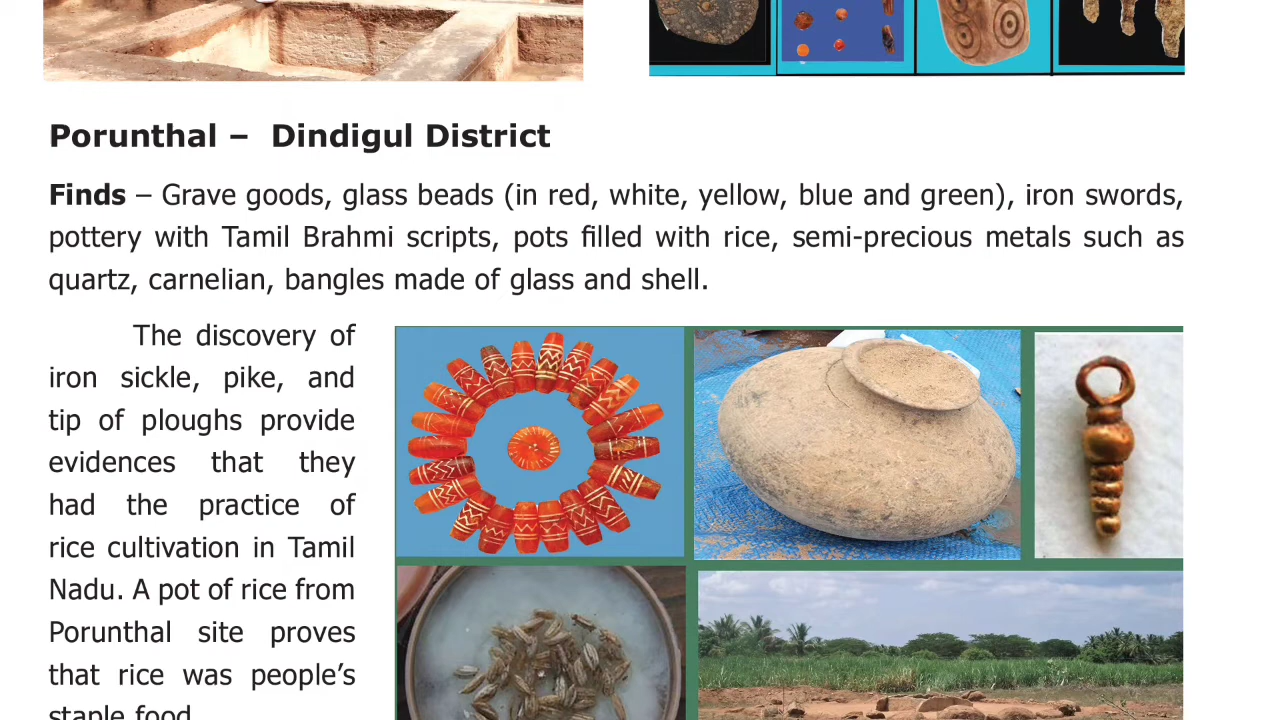 Porunthal – Dindigul District
Finds – Grave goods, glass beads (in red, white, yellow, blue and green), iron swords,
pottery with Tamil Brahmi scripts, pots filled with rice, semi-precious metals such as
quartz, carnelian, bangles made of glass and shell.
The discovery of
iron sickle, pike, and
tip of ploughs provide
evidences that they
had the practice of
rice cultivation in Tamil
Nadu. A pot of rice from
Porunthal site proves
that rice was people’s
staple food.